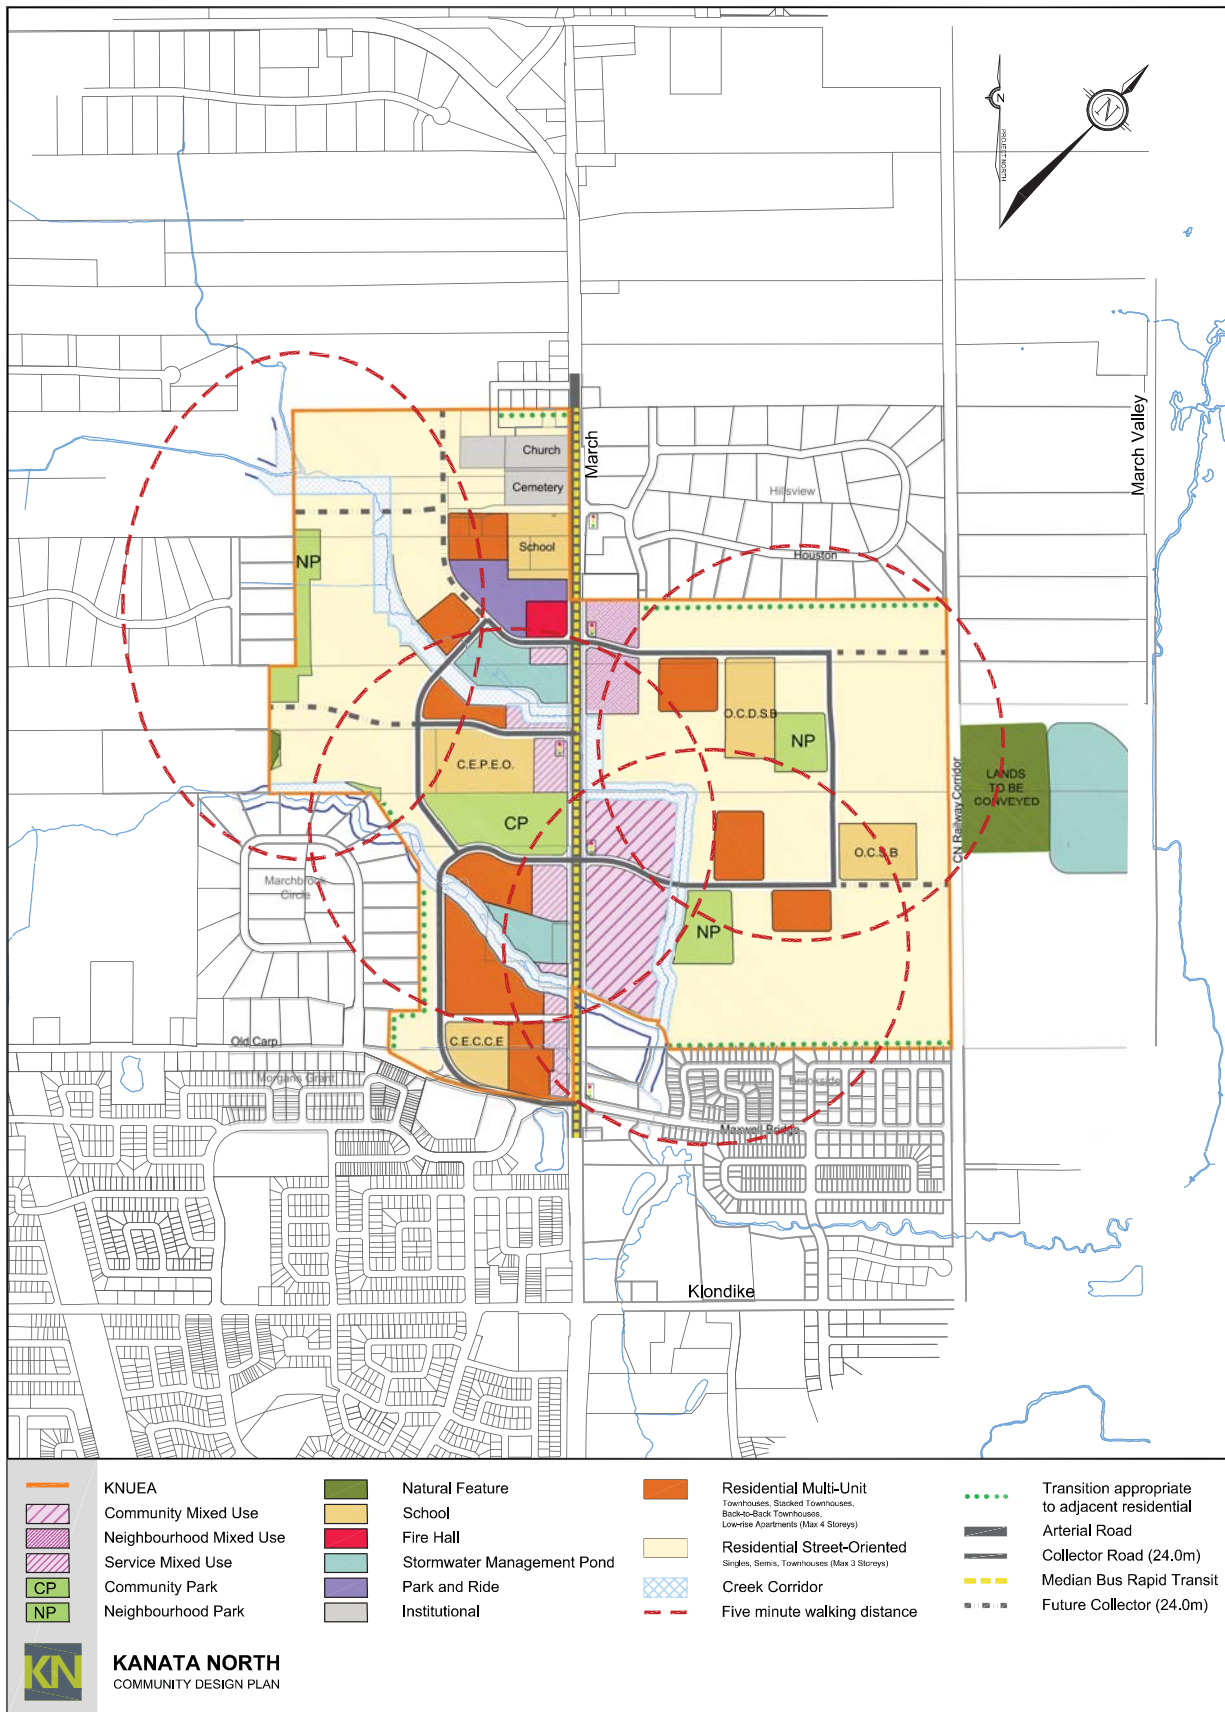 N
N
PROJECT NORTH
March
March Valley
Church
Cemetery
Hillsview
School
Houston
NP
O.C.D.S.B
NP
C.E.P.E.O.
LANDS
TO BE
CONVEYED
CP
CN Railway Corridor
O.C.S.B
Marchbrook
Circle
NP
Old Carp
C.E.C.C.E
Morgans Grant
Brookside
Maxwell Bridge
Klondike
KNUEA
Community Mixed Use
Neighbourhood Mixed Use
Service Mixed Use
CP Community Park
NP Neighbourhood Park
Natural Feature
School
Fire Hall
Stormwater Management Pond
Park and Ride
Institutional
Residential Multi-Unit
Townhouses, Stacked Townhouses,
Back-to-Back Townhouses,
Low-rise Apartments (Max 4 Storeys)
Residential Street-Oriented
Singles, Semis, Townhouses (Max 3 Storeys)
Creek Corridor
Five minute walking distance
Transition appropriate
to adjacent residential
Arterial Road
Collector Road (24.0m)
Median Bus Rapid Transit
Future Collector (24.0m)
KN
KANATA NORTH
COMMUNITY DESIGN PLAN